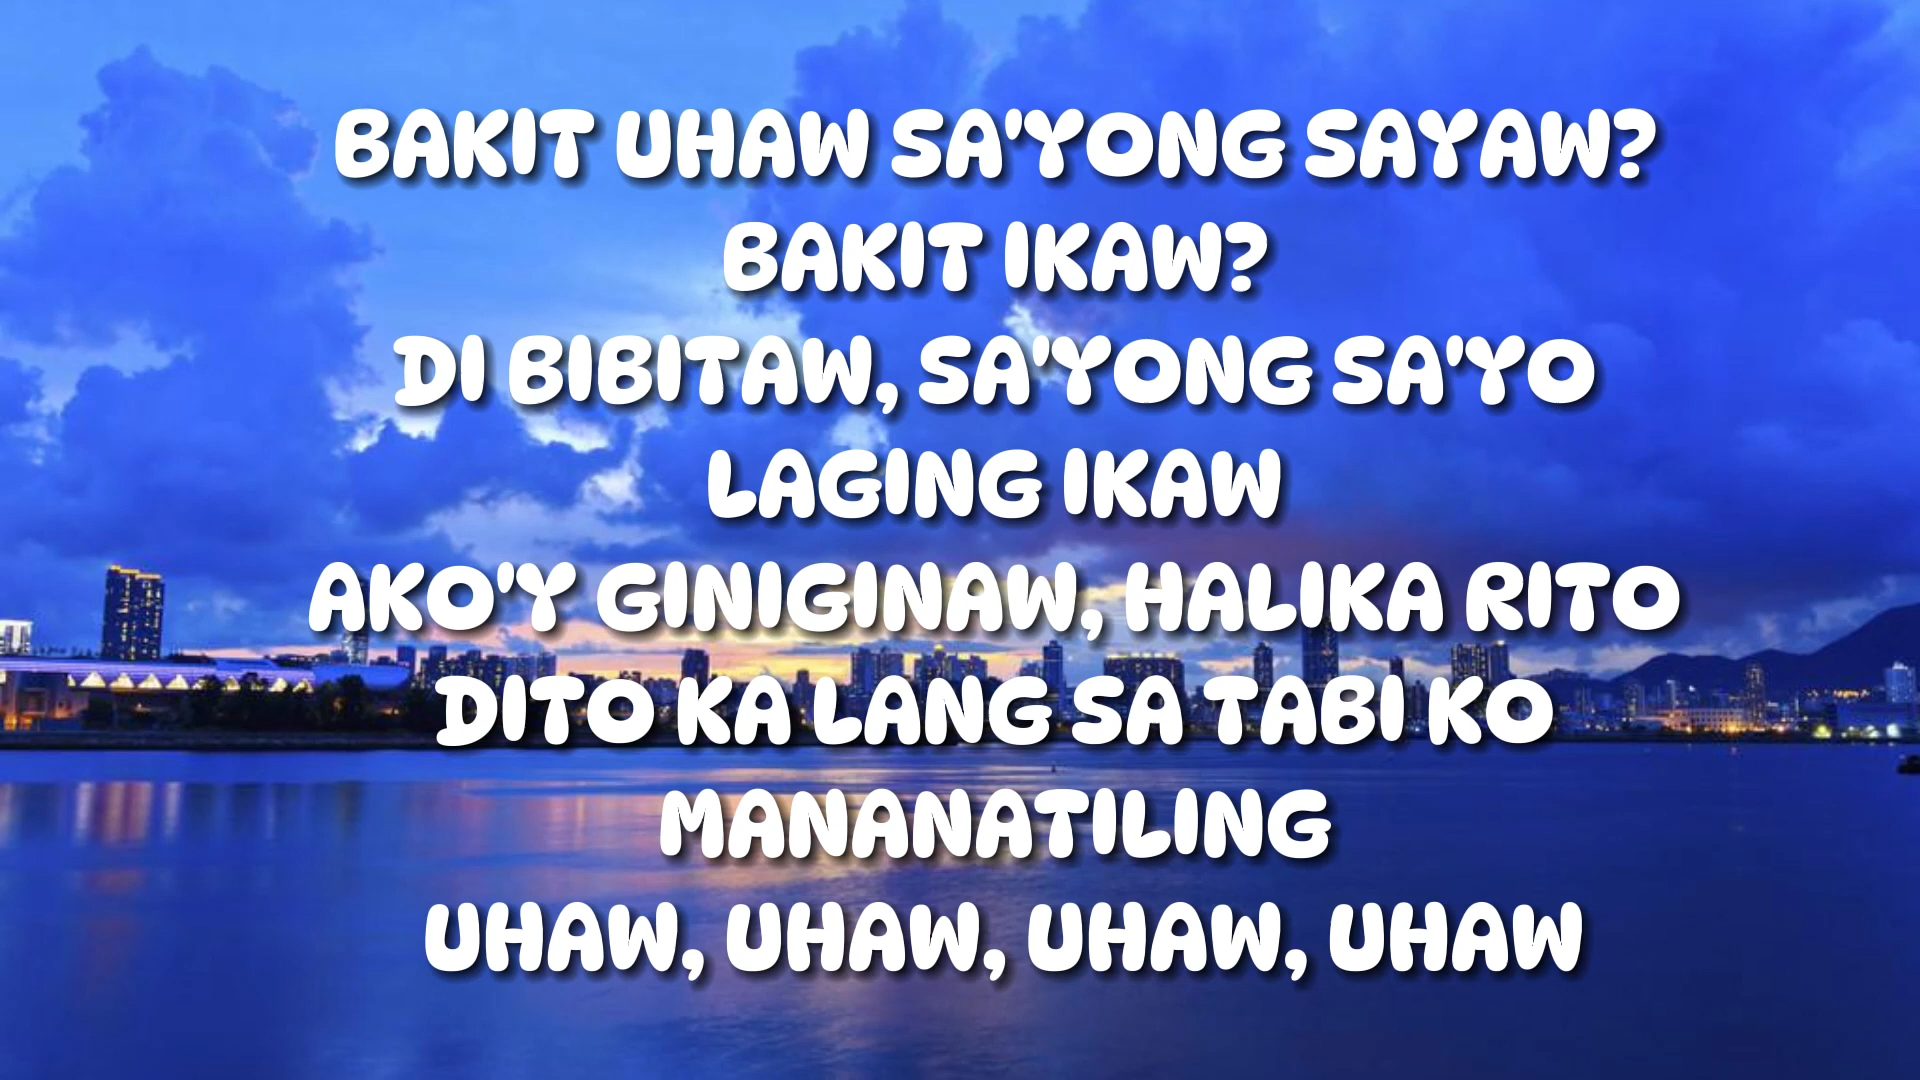 BAKIT UHAW SA'YONG SAYAW?
BAKIT IKAW?
DI BIBITAW, SA'YONG SA'YO
LAGING IKAW
AKO'Y GINIGINAW, HALIKA RITO
DITO KA LANG SA TABI KO
MANANATILING
UHAW, UHAW, UHAW, UHAW